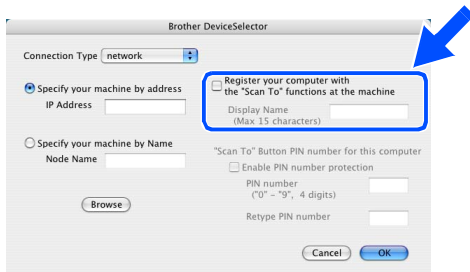 Brother DeviceSelector
Connection Type network
Specify your machine by address
IP Address
Specify your machine by Name
Node Name
Browse
Register your computer with
the "Scan To" functions at the machine
Display Name
(Max 15 characters)
"Scan To" Button PIN number for this computer
Enable PIN number protection
PIN number
("0" – "9", 4 digits)
Retype PIN number
Cancel OK